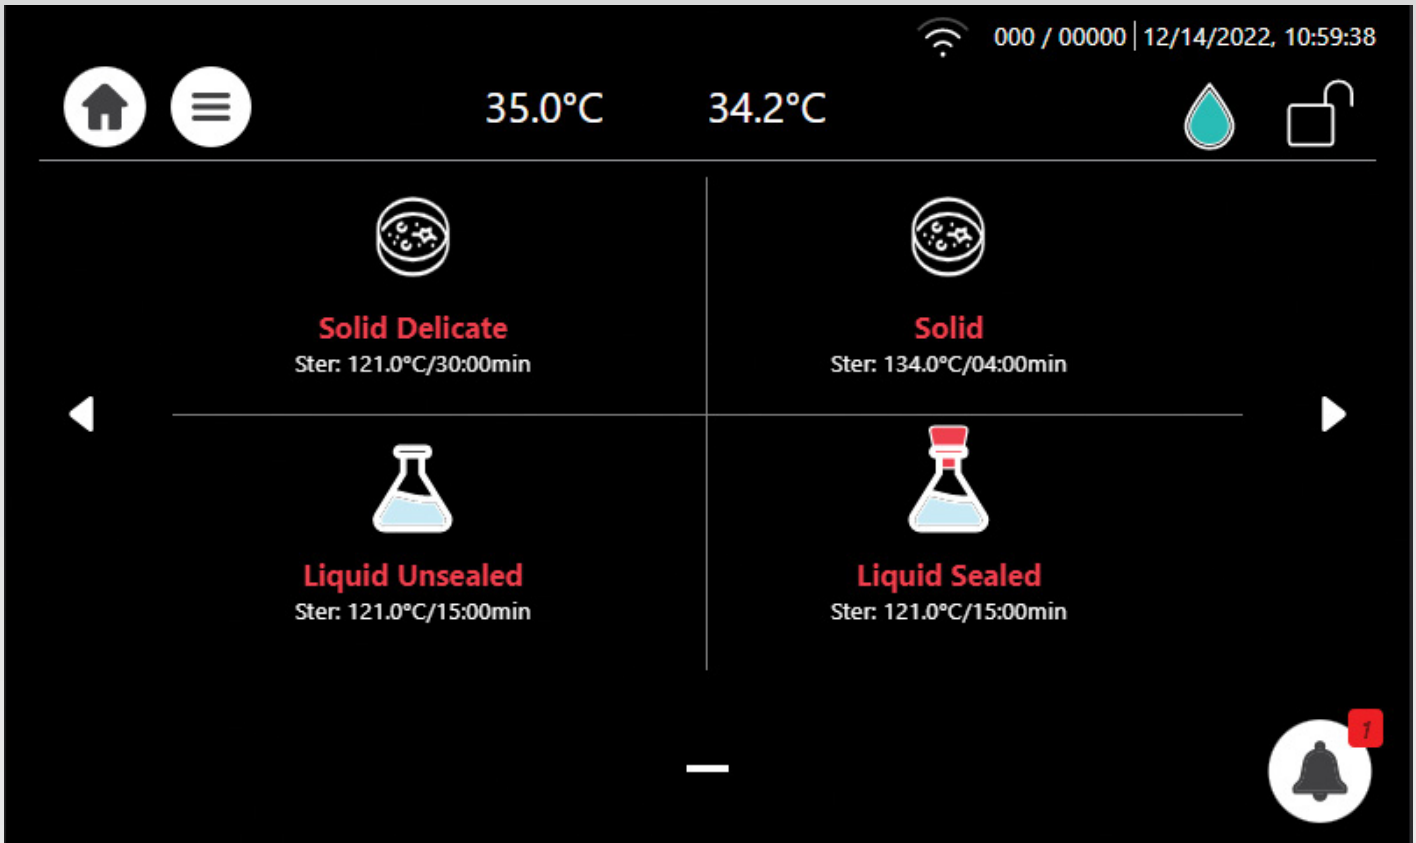 000 / 00000 12/14/2022, 10:59:38
35.0°C 34.2°C
Solid Delicate
Ster: 121.0°C/30:00min
Solid
Ster: 134.0°C/04:00min
Liquid Unsealed
Ster: 121.0°C/15:00min
Liquid Sealed
Ster: 121.0°C/15:00min
1